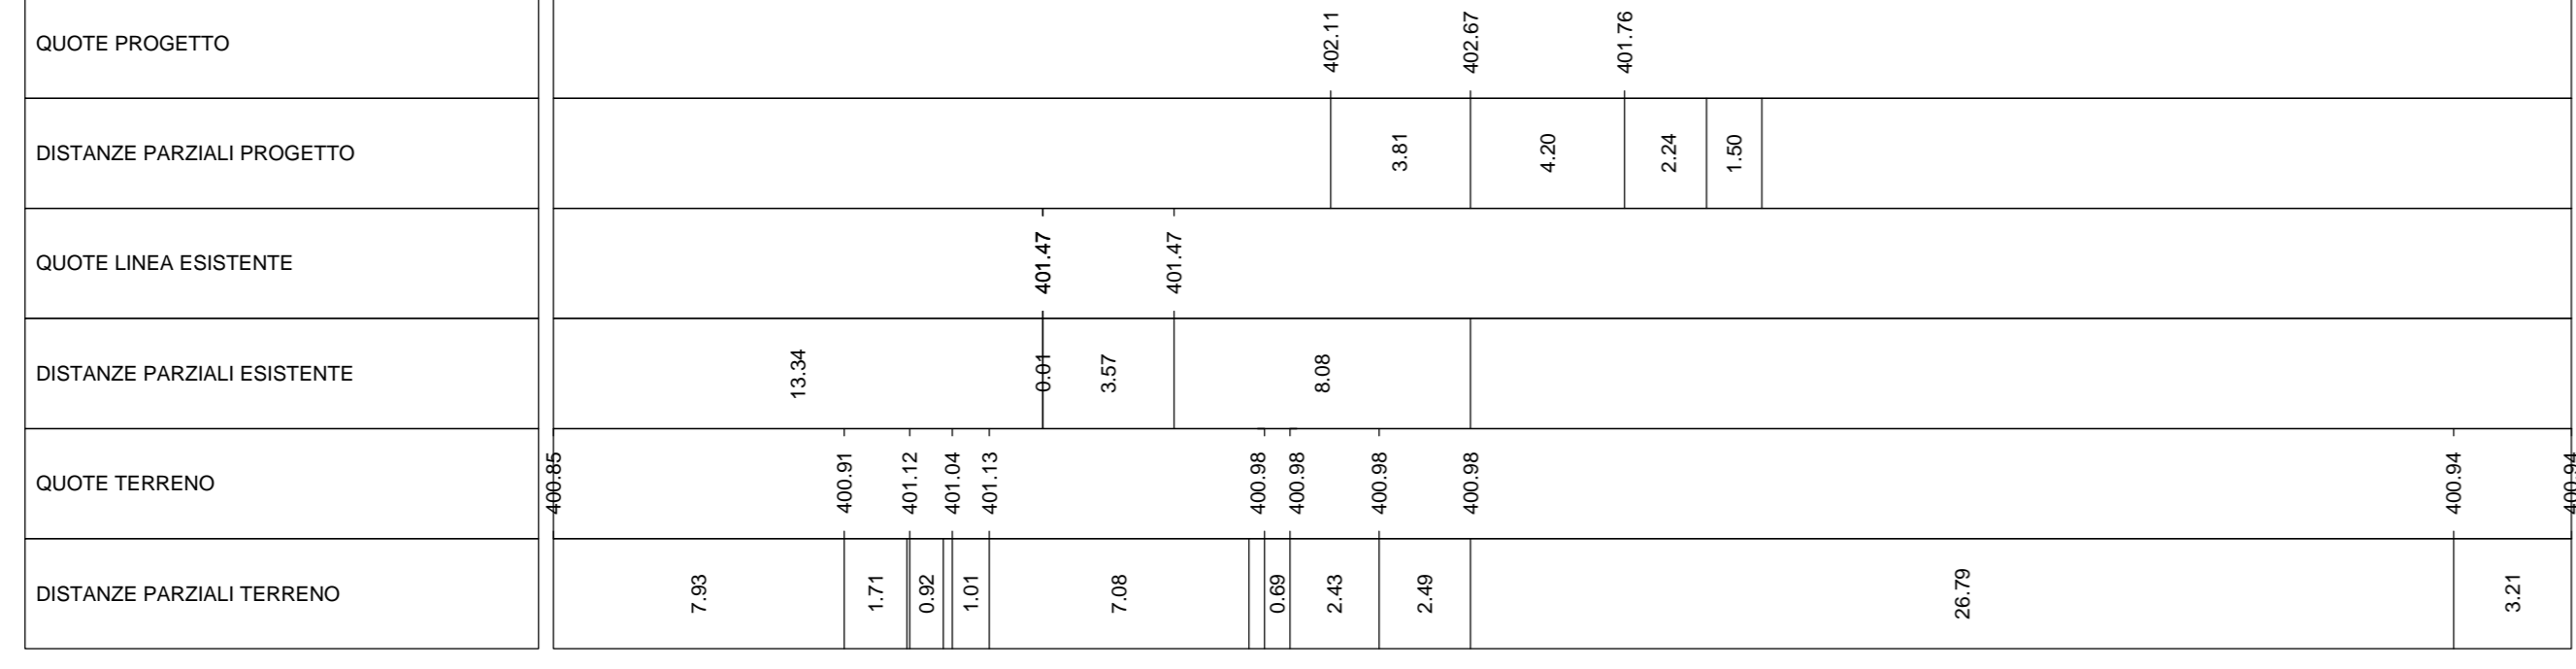 QUOTE PROGETTO
402.11 402.67 401.76
DISTANZE PARZIALI PROGETTO
3.81 4.20 2.24 1.50
QUOTE LINEA ESISTENTE
401.47 401.47
DISTANZE PARZIALI ESISTENTE
13.34 0.01 3.57 8.08
QUOTE TERRENO
400.85 400.91 401.12 401.04 401.13 400.98 400.98 400.98 400.98 400.94 400.94
DISTANZE PARZIALI TERRENO
7.93 1.71 0.92 1.01 7.08 0.69 2.43 2.49 26.79 3.21